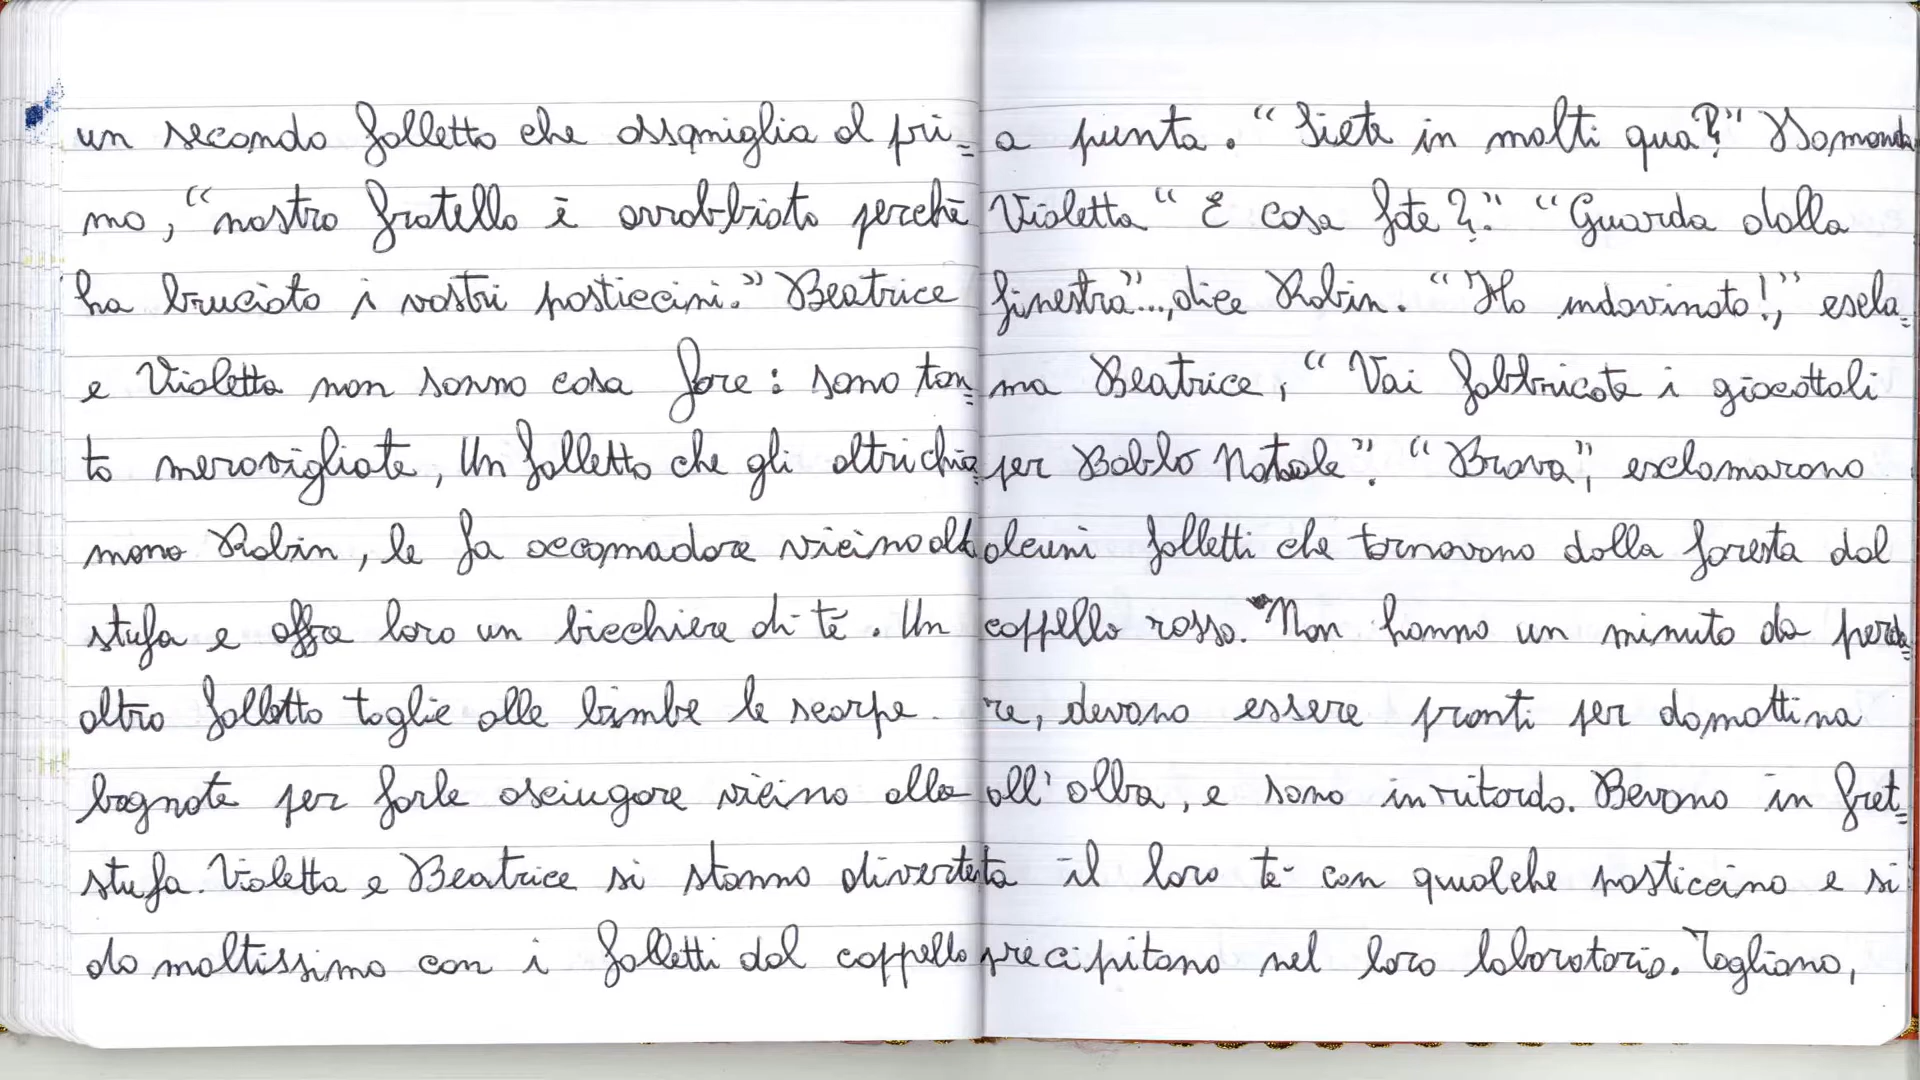 un secondo folletto che assomiglia al pri=
mo, “nostro fratello è arrabbiato perchè
ha bruciato i vostri pasticcini.” Beatrice
e Violetta non sanno cosa fare: sono tan=
to meravigliate, Un folletto che gli altri chia=
mano Robin, le fa accomadare vicino alla
stufa e offre loro un bicchiere di tè. Un
altro folletto toglie alle bimbe le scarpe
bagnate per farle asciugare vicino alla
stufa. Violetta e Beatrice si stanno diverten
do moltissimo con i folletti dal cappello
a punta. “Siete in molti qua?” Domanda
Violetta “E cosa fate?.” “Guarda dalla
finestra”..., dice Robin. “Ho indovinato!,” escla=
ma Beatrice, “Vai fabbricate i giocattoli
per Babbo Natale”. “Brava”, esclamarono
alcuni folletti che tornavano dalla foresta dal
cappello rosso. “Non hanno un minuto da perde=
re, devono essere pronti per domattina
all'alba, e sono in ritardo. Bevono in fret=
ta il loro tè con qualche pasticcino e si
precipitano nel loro laboratorio. Tagliano,